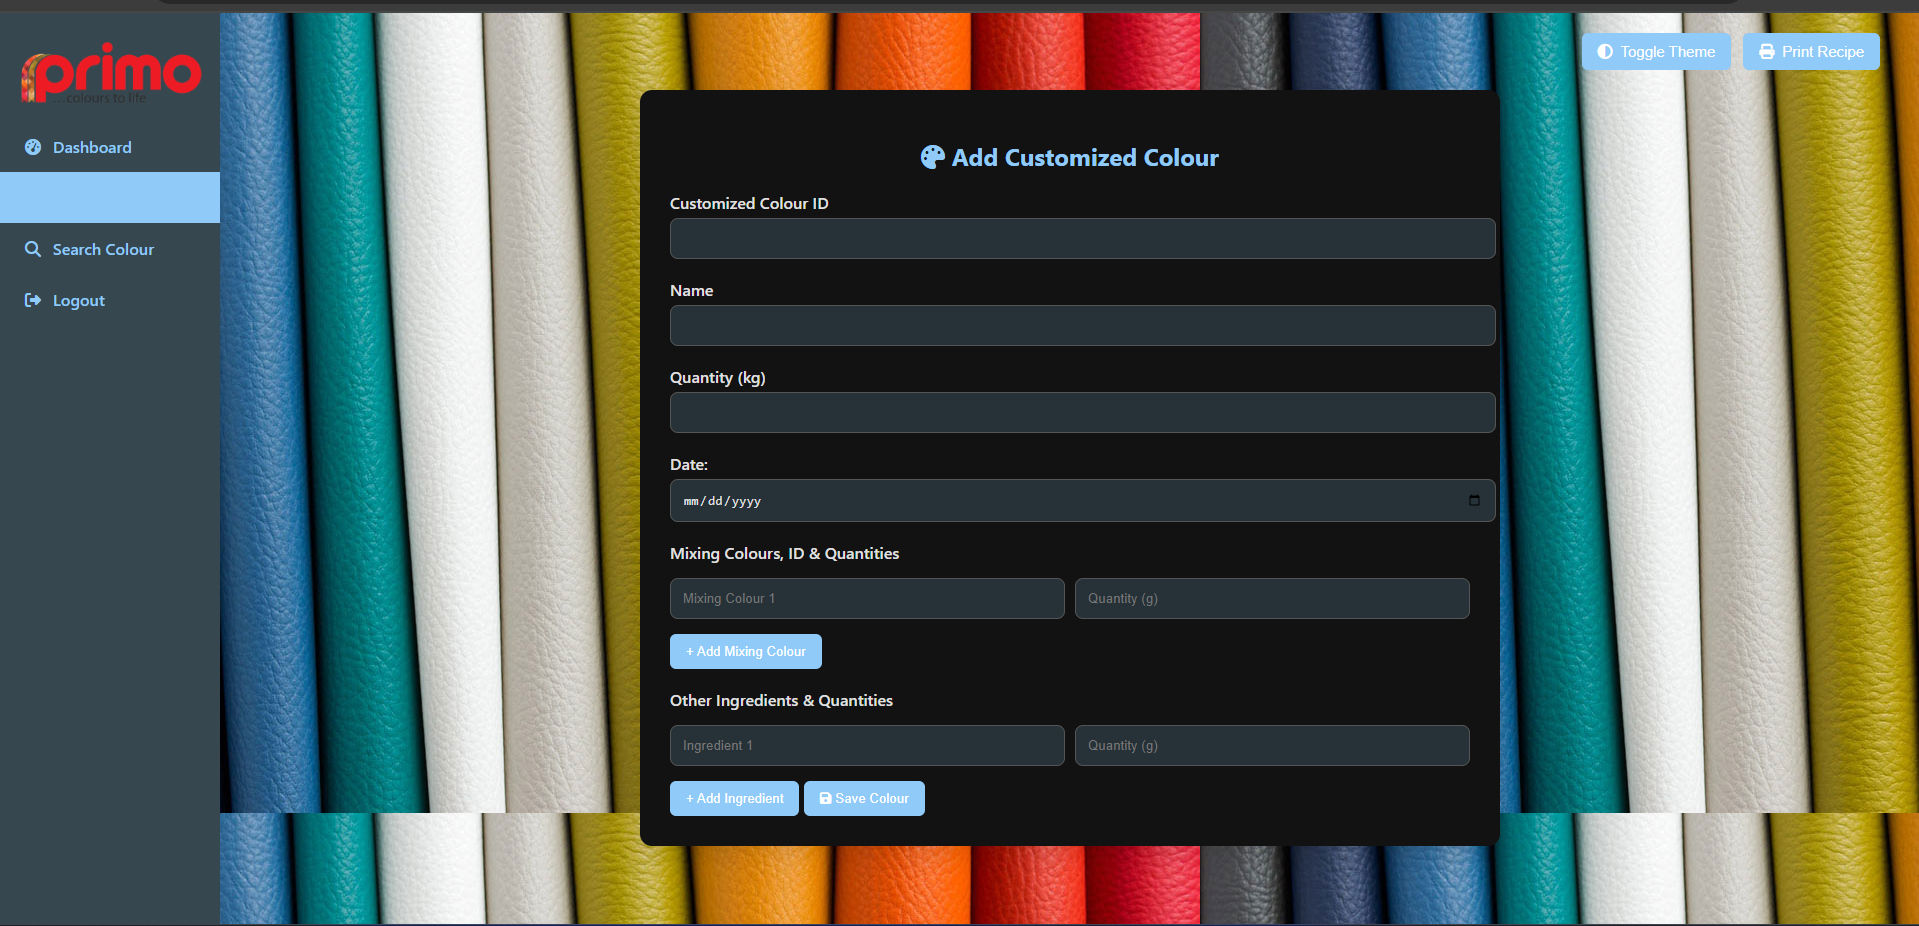 primo
...colours to life
Dashboard
Search Colour
Logout
Toggle Theme
Print Recipe
Add Customized Colour
Customized Colour ID
Name
Quantity (kg)
Date:
mm/dd/yyyy
Mixing Colours, ID & Quantities
Mixing Colour 1
Quantity (g)
+ Add Mixing Colour
Other Ingredients & Quantities
Ingredient 1
Quantity (g)
+ Add Ingredient
Save Colour